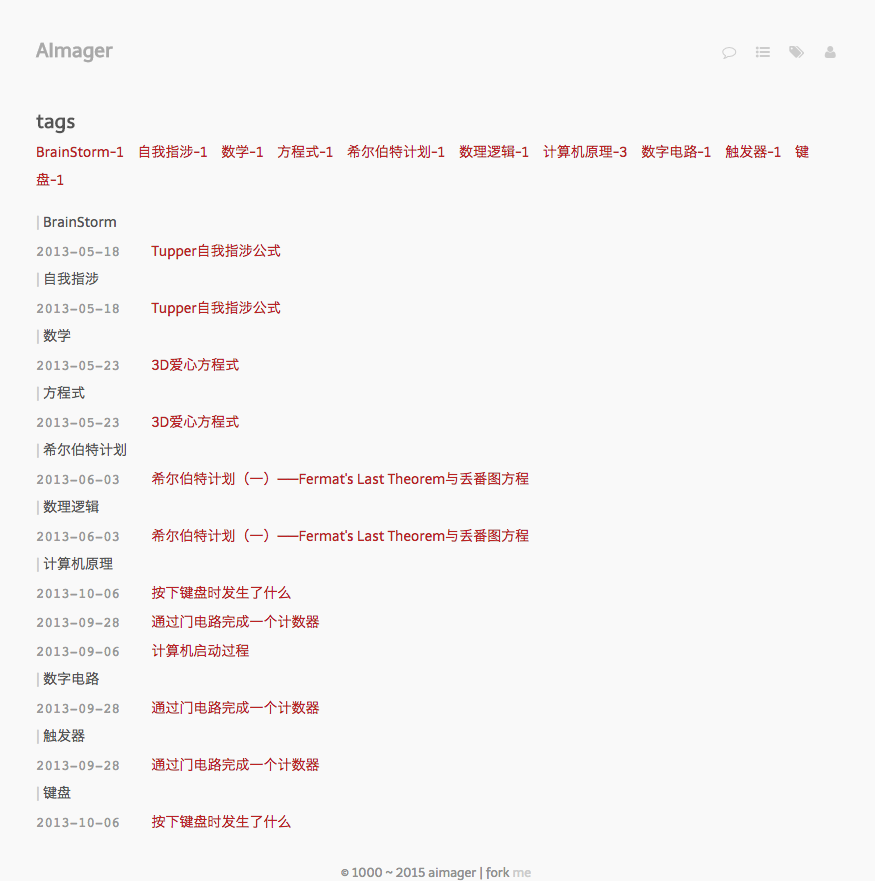 AImager
tags
BrainStorm-1 自我指涉-1 数学-1 方程式-1 希尔伯特计划-1 数理逻辑-1 计算机原理-3 数字电路-1 触发器-1 键
盘-1
| BrainStorm
2013-05-18 Tupper自我指涉公式
| 自我指涉
2013-05-18 Tupper自我指涉公式
| 数学
2013-05-23 3D爱心方程式
| 方程式
2013-05-23 3D爱心方程式
| 希尔伯特计划
2013-06-03 希尔伯特计划（一）——Fermat's Last Theorem与丢番图方程
| 数理逻辑
2013-06-03 希尔伯特计划（一）——Fermat's Last Theorem与丢番图方程
| 计算机原理
2013-10-06 按下键盘时发生了什么
2013-09-28 通过门电路完成一个计数器
2013-09-06 计算机启动过程
| 数字电路
2013-09-28 通过门电路完成一个计数器
| 触发器
2013-09-28 通过门电路完成一个计数器
| 键盘
2013-10-06 按下键盘时发生了什么
© 1000 ~ 2015 aimager | fork me